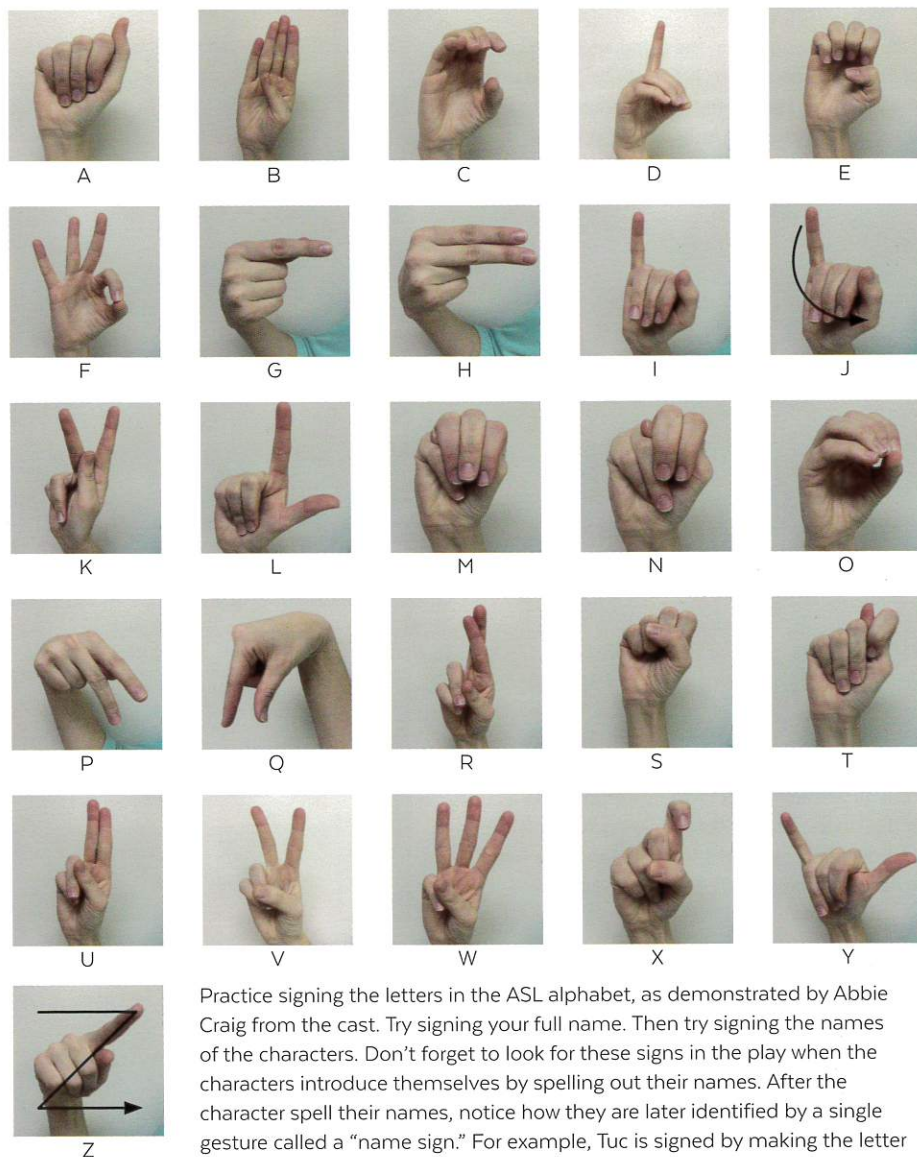 A B C D E
F G H I J
K L M N O
P Q R S T
U V W X Y
Z
Practice signing the letters in the ASL alphabet, as demonstrated by Abbie
Craig from the cast. Try signing your full name. Then try signing the names
of the characters. Don’t forget to look for these signs in the play when the
characters introduce themselves by spelling out their names. After the
character spell their names, notice how they are later identified by a single
gesture called a “name sign.” For example, Tuc is signed by making the letter